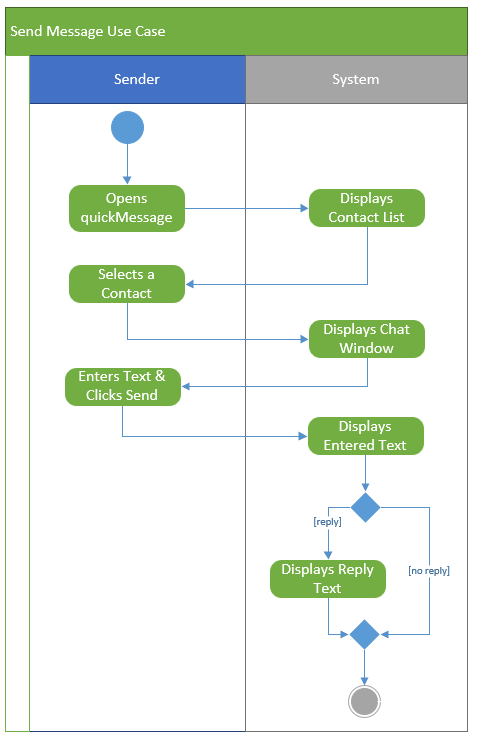 Send Message Use Case
Sender
System
Opens
quickMessage
Displays
Contact List
Selects a
Contact
Displays Chat
Window
Enters Text &
Clicks Send
Displays
Entered Text
[reply]
[no reply]
Displays Reply
Text